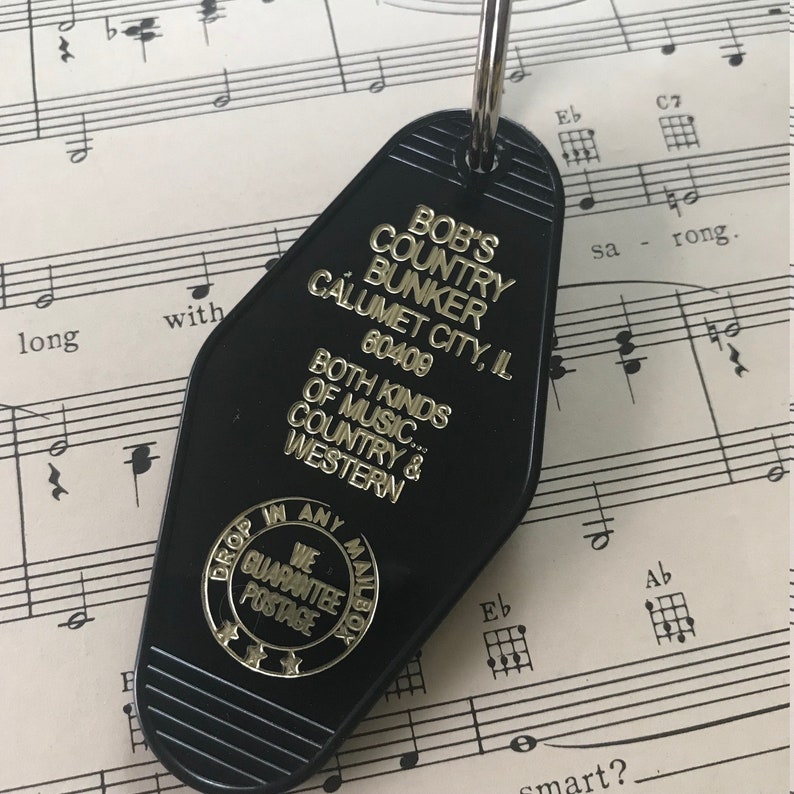 BOB'S
COUNTRY
BUNKER
CALUMET CITY, IL
60409
BOTH KINDS
OF MUSIC...
COUNTRY &
WESTERN
DROP IN ANY MAILBOX
WE
GUARANTEE
POSTAGE
Eb C7
sa - rong.
long with
Eb Ab
smart?